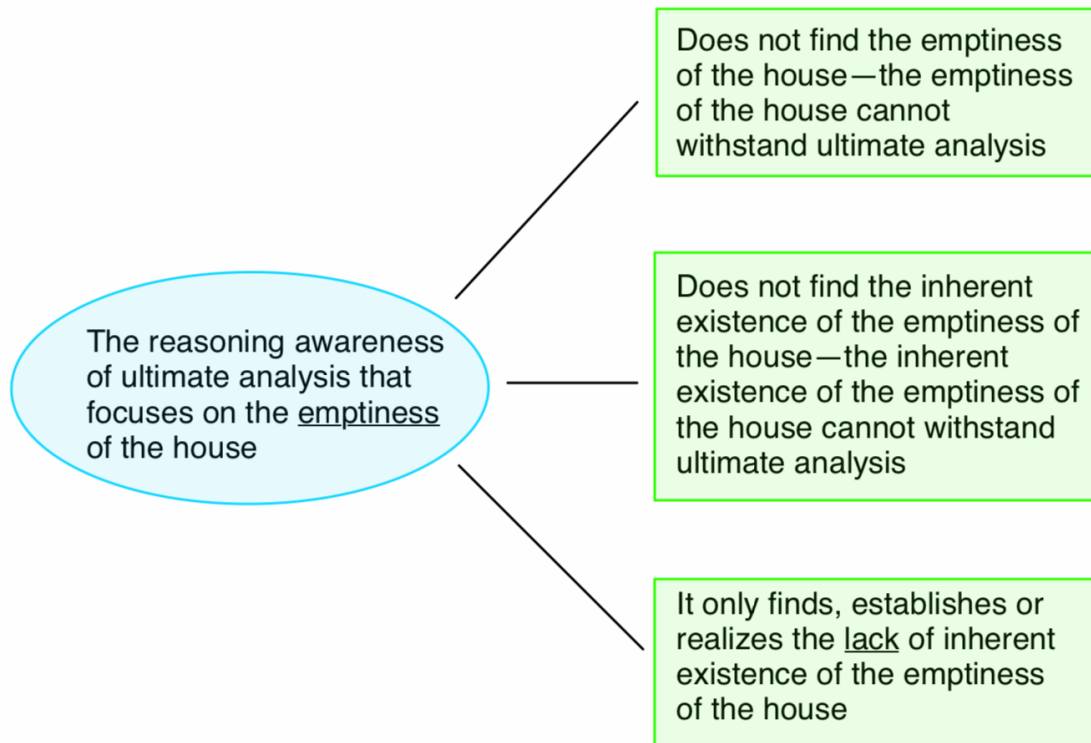 Does not find the emptiness
of the house—the emptiness
of the house cannot
withstand ultimate analysis
The reasoning awareness
of ultimate analysis that
focuses on the emptiness
of the house
Does not find the inherent
existence of the emptiness of
the house—the inherent
existence of the emptiness of
the house cannot withstand
ultimate analysis
It only finds, establishes or
realizes the lack of inherent
existence of the emptiness
of the house